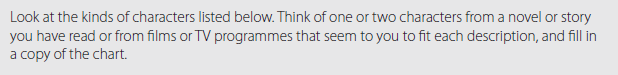 Look at the kinds of characters listed below. Think of one or two characters from a novel or story
you have read or from films or TV programmes that seem to you to fit each description, and fill in
a copy of the chart.